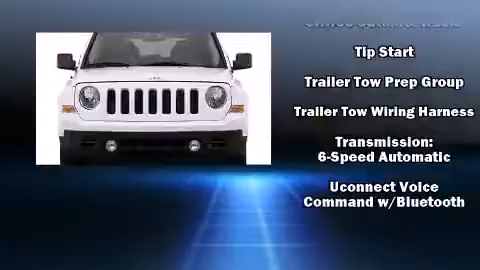 Tip Start
Trailer Tow Prep Group
Trailer Tow Wiring Harness
Transmission:
6-Speed Automatic
Uconnect Voice
Command w/Bluetooth